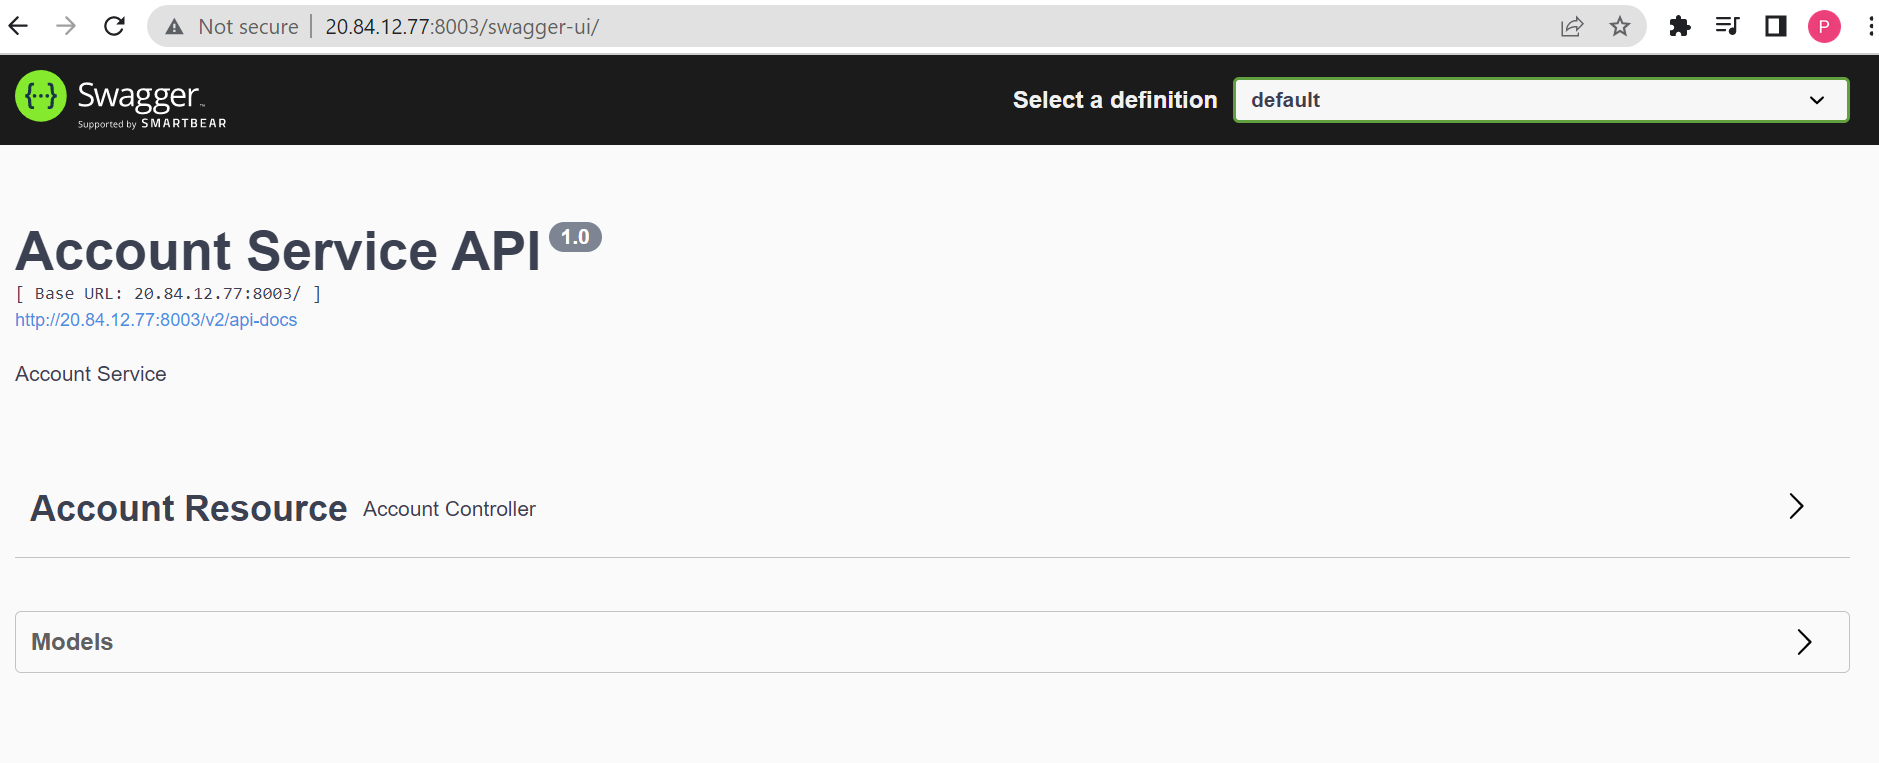 Not secure 20.84.12.77:8003/swagger-ui/
P
Swagger
Supported by SMARTBEAR
Select a definition
default
Account Service API 1.0
[ Base URL: 20.84.12.77:8003/ ]
http://20.84.12.77:8003/v2/api-docs
Account Service
Account Resource Account Controller
Models